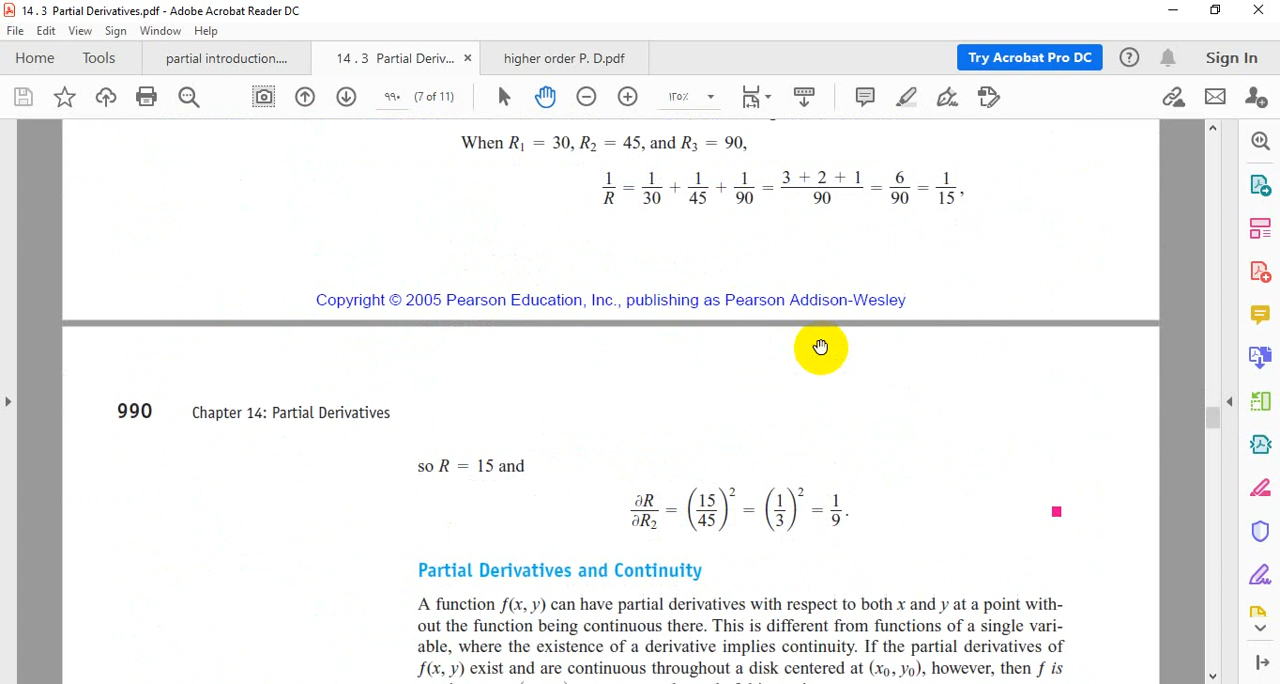 14 . 3 Partial Derivatives.pdf - Adobe Acrobat Reader DC
File Edit View Sign Window Help
Home Tools partial introduction.... 14 . 3 Partial Deriv... × higher order P. D.pdf Try Acrobat Pro DC Sign In
٩٩٠ (7 of 11) ١٢٥٪
When R₁ = 30, R₂ = 45, and R₃ = 90,
1/R = 1/30 + 1/45 + 1/90 = (3 + 2 + 1)/90 = 6/90 = 1/15 ,
Copyright © 2005 Pearson Education, Inc., publishing as Pearson Addison-Wesley
990 Chapter 14: Partial Derivatives
so R = 15 and
∂R/∂R₂ = (15/45)² = (1/3)² = 1/9 .
Partial Derivatives and Continuity
A function f(x, y) can have partial derivatives with respect to both x and y at a point with-
out the function being continuous there. This is different from functions of a single vari-
able, where the existence of a derivative implies continuity. If the partial derivatives of
f(x, y) exist and are continuous throughout a disk centered at (x₀, y₀), however, then f is